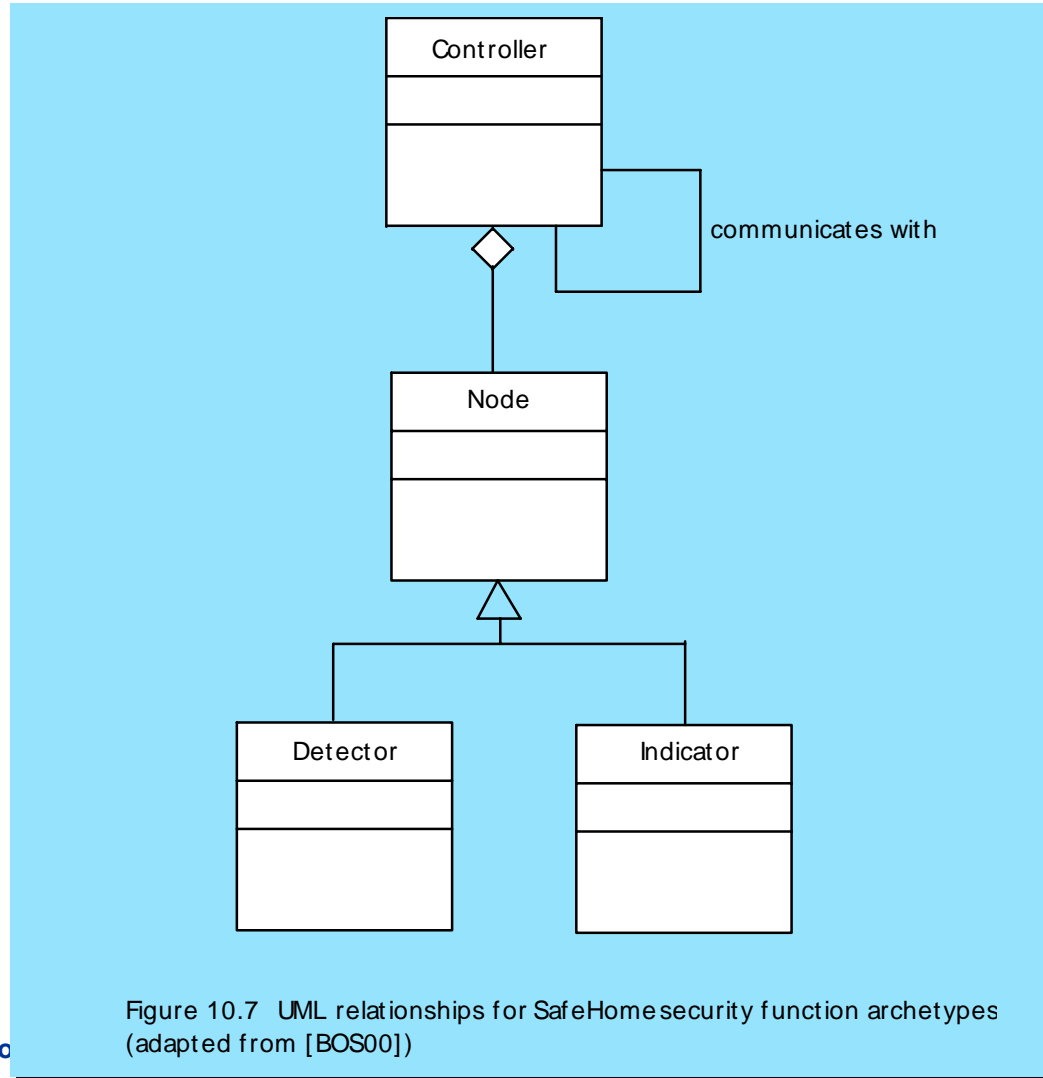 Controller
communicates with
Node
Detector
Indicator
Figure 10.7 UML relationships for SafeHome security function archetypes
(adapted from [BOS00])